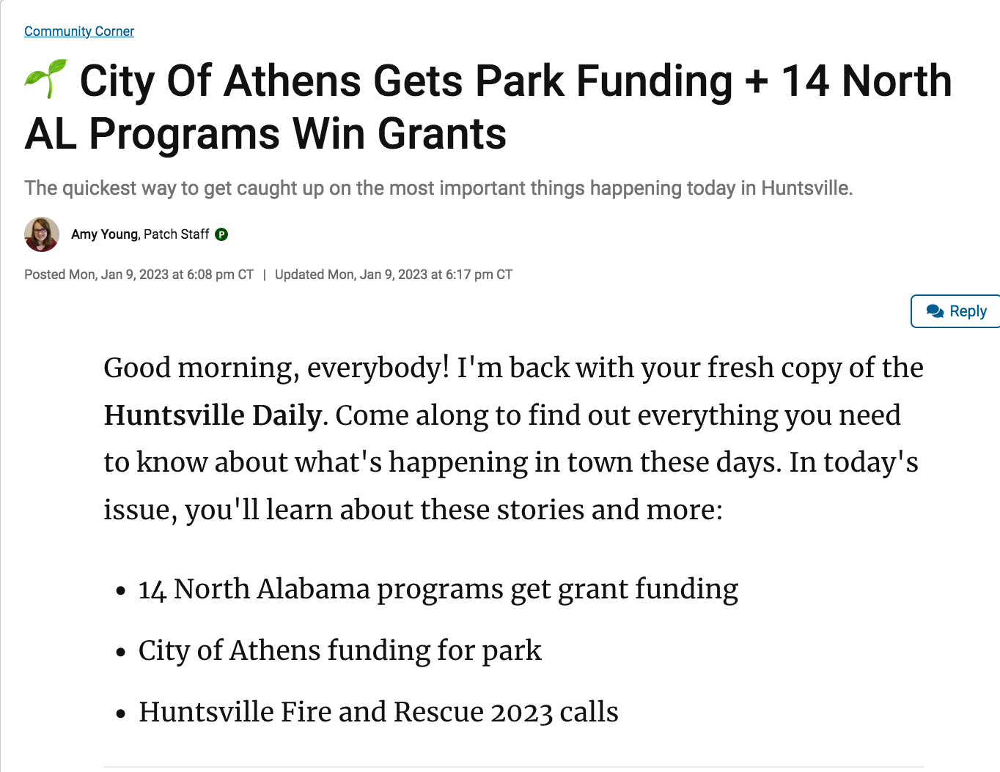 Community Corner
🌱 City Of Athens Gets Park Funding + 14 North
AL Programs Win Grants
The quickest way to get caught up on the most important things happening today in Huntsville.
Amy Young, Patch Staff P
Posted Mon, Jan 9, 2023 at 6:08 pm CT | Updated Mon, Jan 9, 2023 at 6:17 pm CT
Reply
Good morning, everybody! I'm back with your fresh copy of the
Huntsville Daily. Come along to find out everything you need
to know about what's happening in town these days. In today's
issue, you'll learn about these stories and more:
• 14 North Alabama programs get grant funding
• City of Athens funding for park
• Huntsville Fire and Rescue 2023 calls